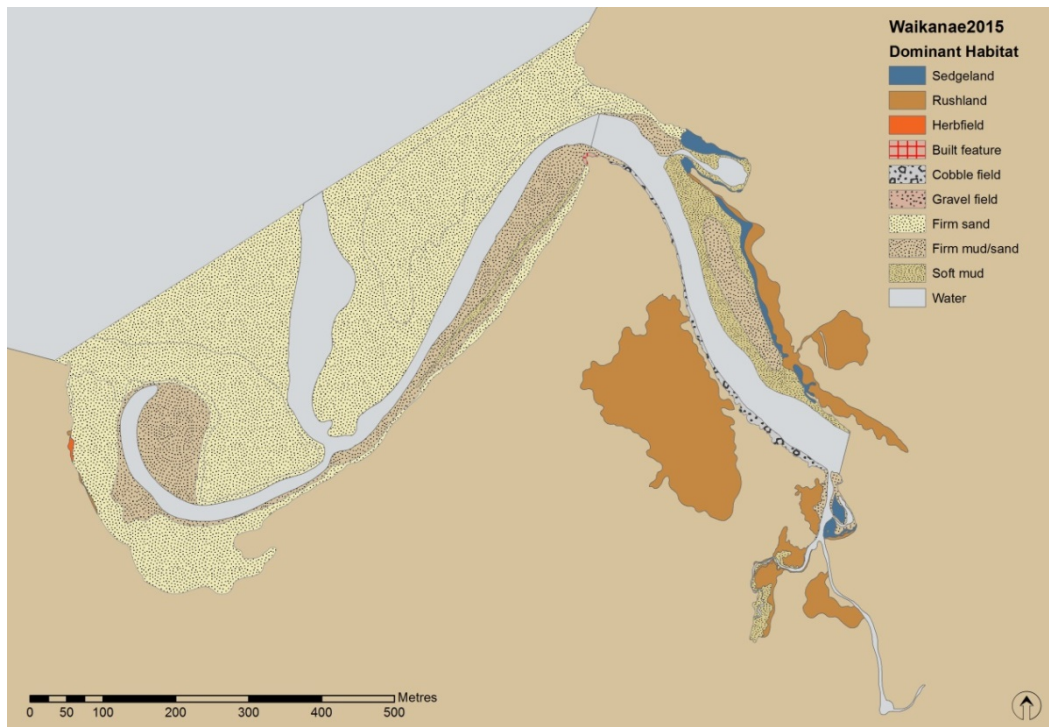 Waikanae2015
Dominant Habitat
Sedgeland
Rushland
Herbfield
Built feature
Cobble field
Gravel field
Firm sand
Firm mud/sand
Soft mud
Water
Metres
0 50 100 200 300 400 500